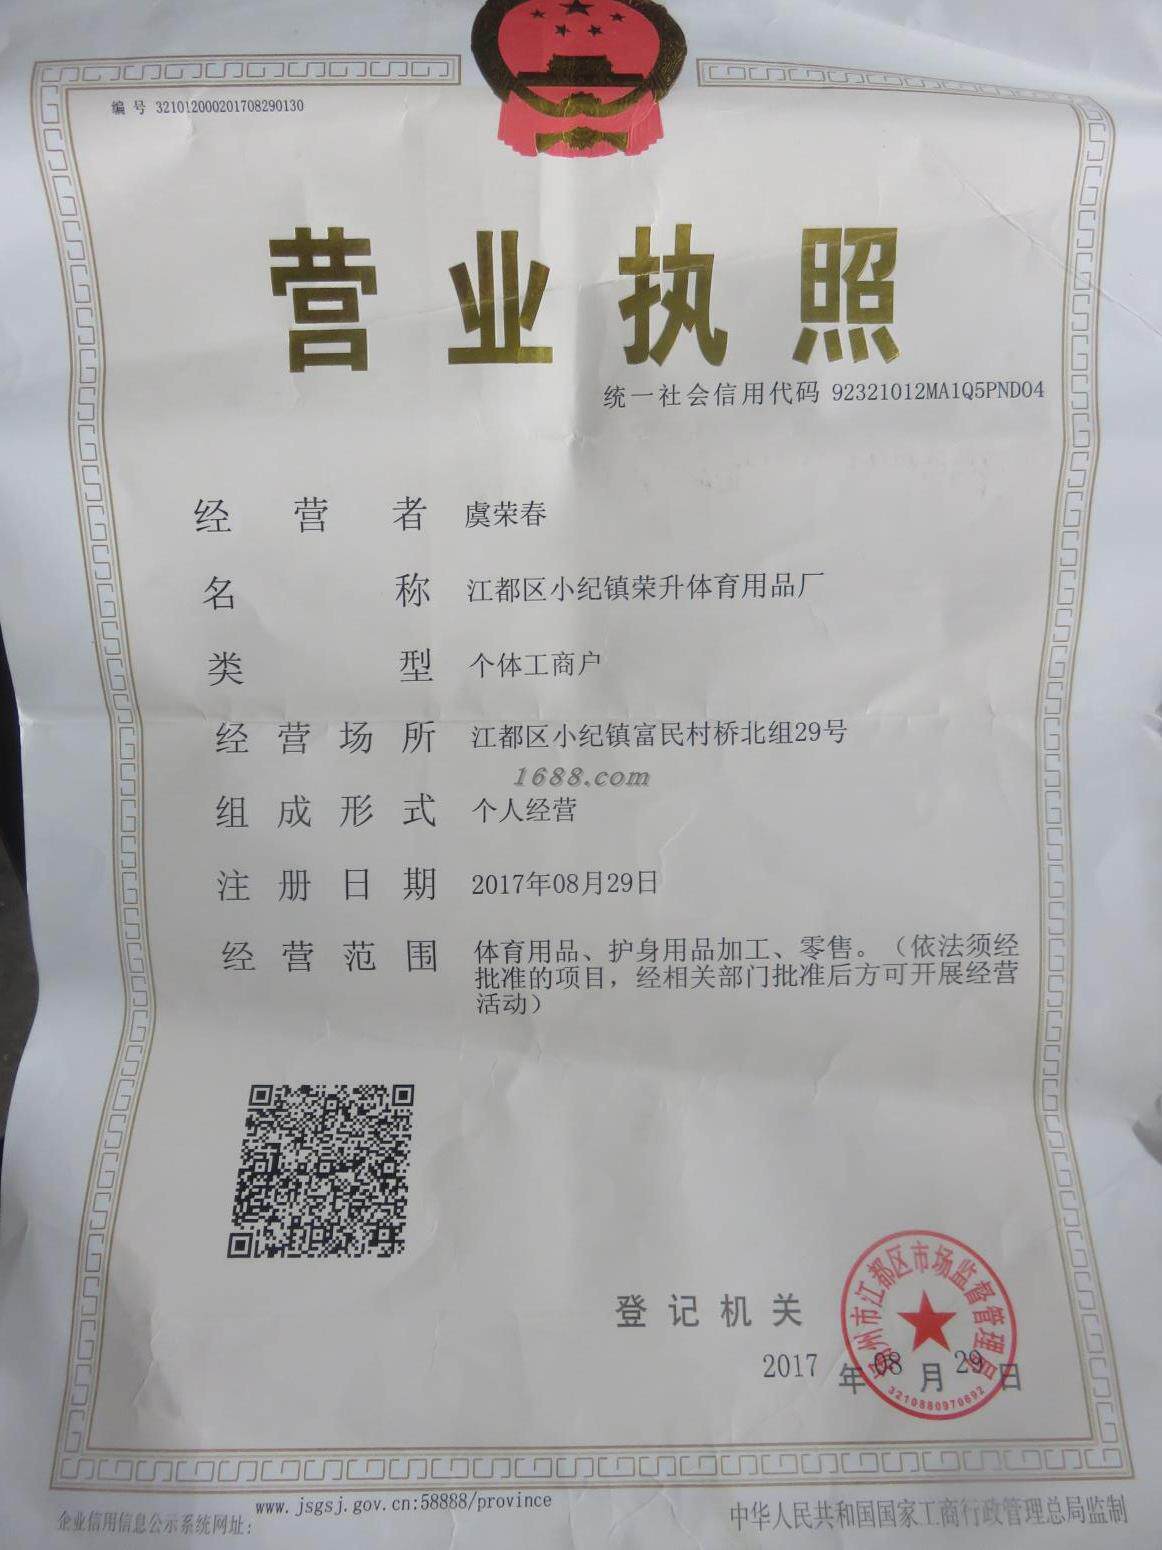 编号 321012000201708290130
营业执照
统一社会信用代码 92321012MA1Q5PND04
经营者 虞荣春
名称 江都区小纪镇荣升体育用品厂
类型 个体工商户
经营场所 江都区小纪镇富民村桥北组29号
1688.com
组成形式 个人经营
注册日期 2017年08月29日
经营范围 体育用品、护身用品加工、零售。（依法须经
批准的项目，经相关部门批准后方可开展经营
活动）
扬州市江都区市场监督管理局
登记机关
2017年08月29日
3210880970692
企业信用信息公示系统网址: www.jsgsj.gov.cn:58888/province
中华人民共和国国家工商行政管理总局监制